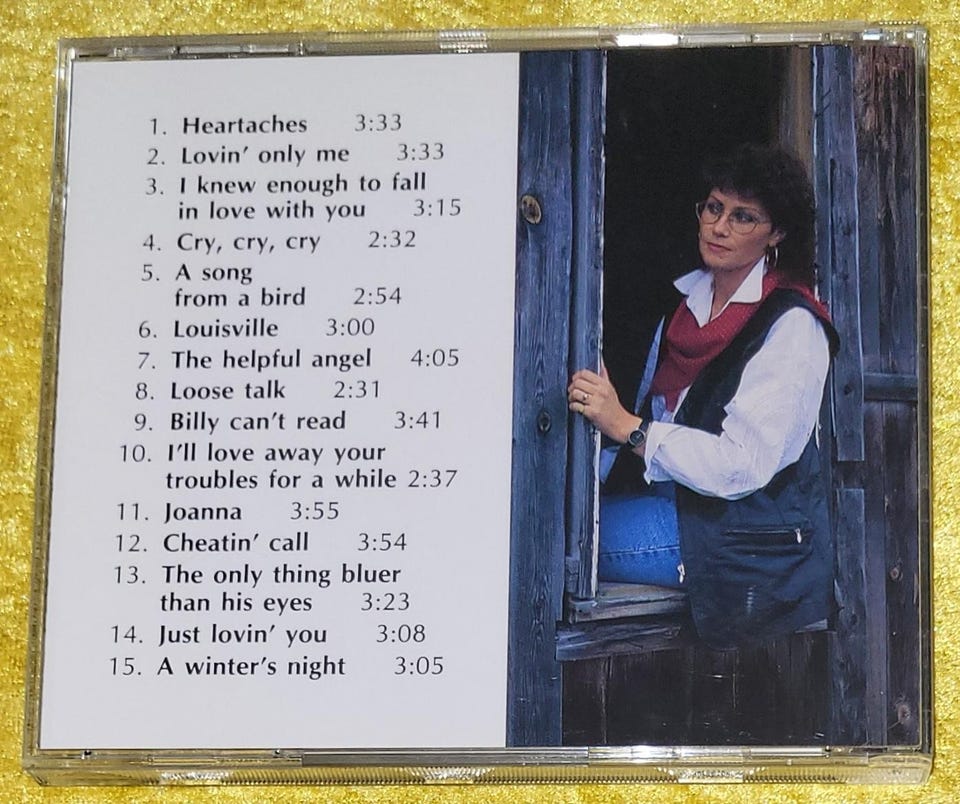 1. Heartaches 3:33
2. Lovin' only me 3:33
3. I knew enough to fall
in love with you 3:15
4. Cry, cry, cry 2:32
5. A song
from a bird 2:54
6. Louisville 3:00
7. The helpful angel 4:05
8. Loose talk 2:31
9. Billy can't read 3:41
10. I'll love away your
troubles for a while 2:37
11. Joanna 3:55
12. Cheatin' call 3:54
13. The only thing bluer
than his eyes 3:23
14. Just lovin' you 3:08
15. A winter's night 3:05